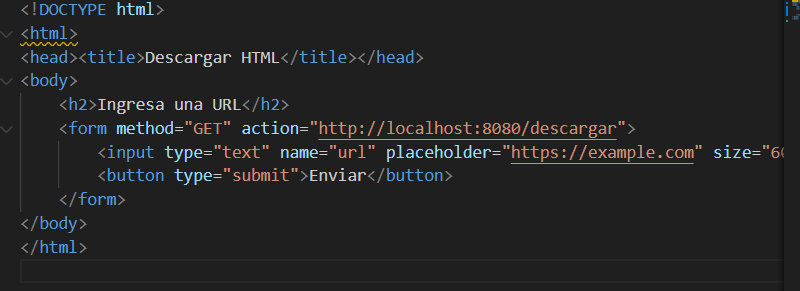 <!DOCTYPE html>
<html>
<head><title>Descargar HTML</title></head>
<body>
<h2>Ingresa una URL</h2>
<form method="GET" action="http://localhost:8080/descargar">
<input type="text" name="url" placeholder="https://example.com" size="60
<button type="submit">Enviar</button>
</form>
</body>
</html>